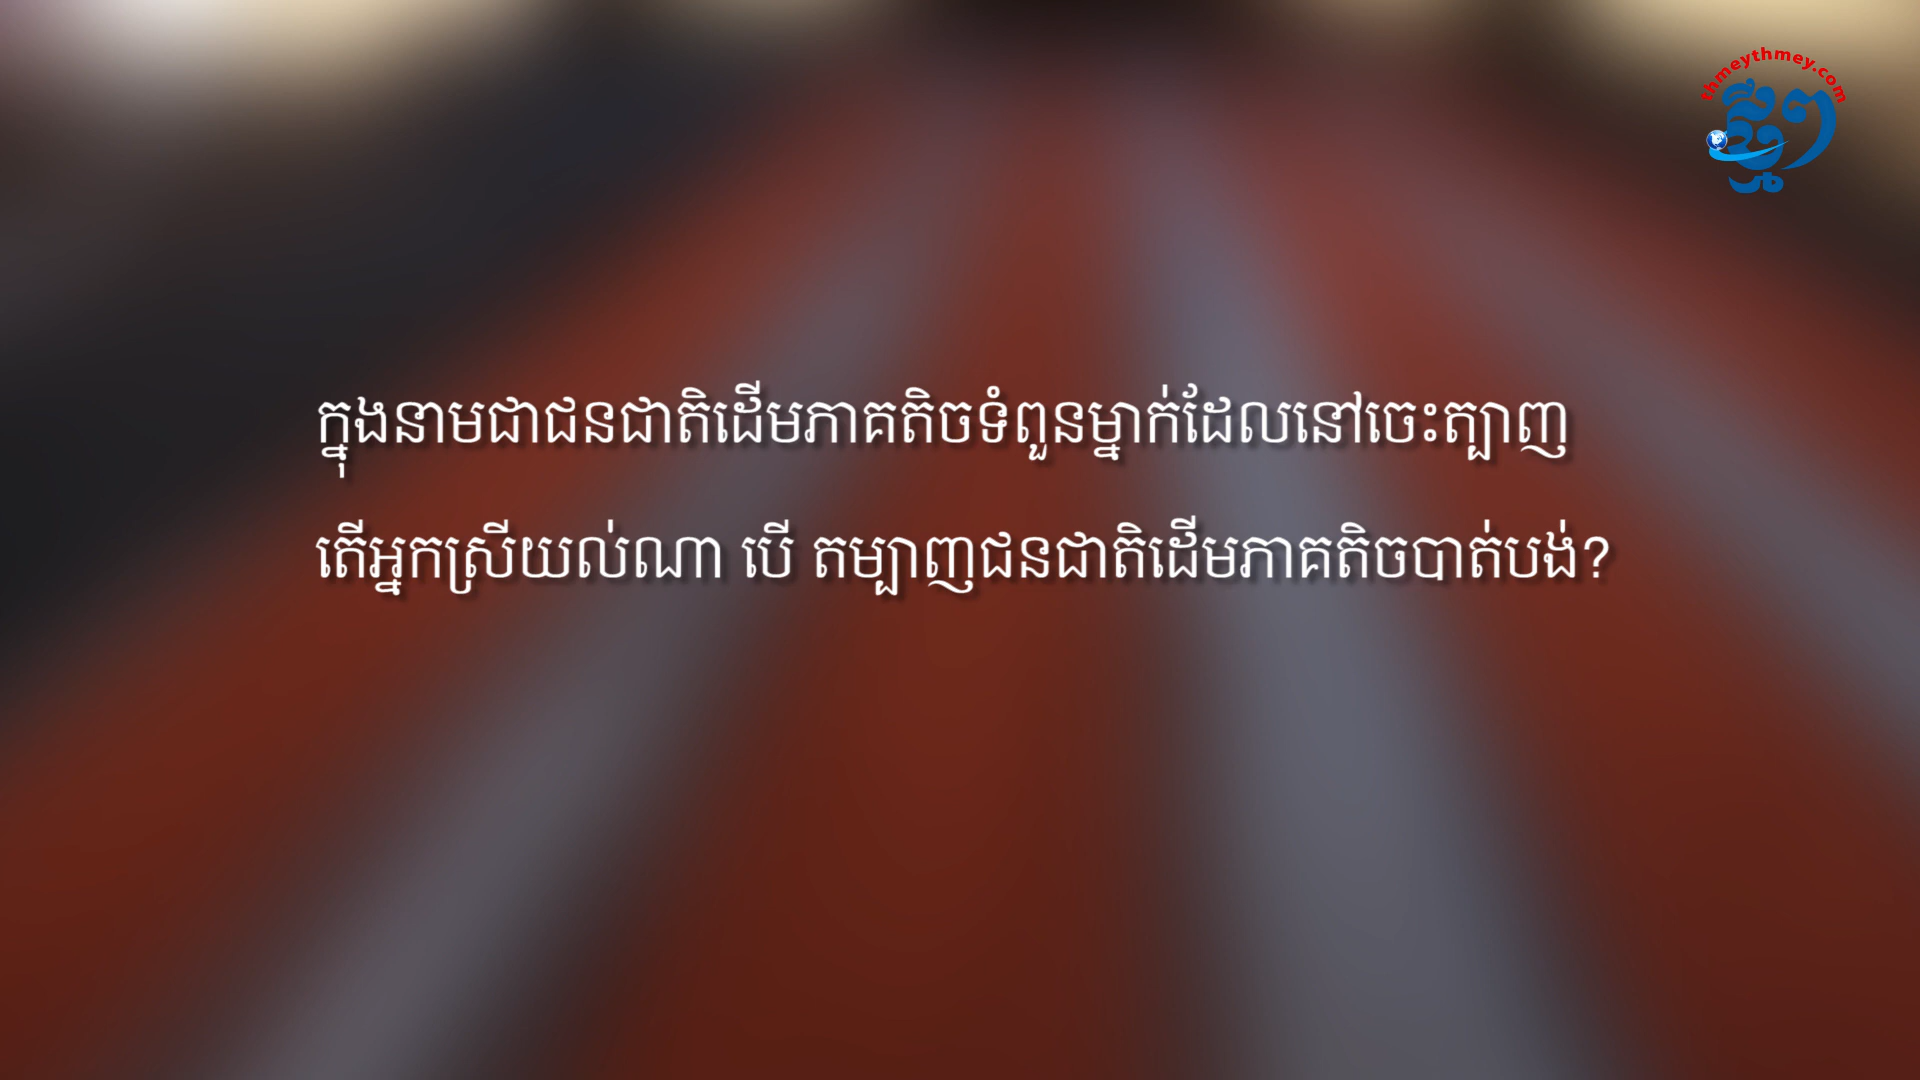 thmeythmey.com
ថ្មីៗ
ក្នុងនាមជាជនជាតិដើមភាគតិចទំពួនម្នាក់ដែលនៅចេះត្បាញ
តើអ្នកស្រីយល់ណា បើ តម្បាញជនជាតិដើមភាគតិចបាត់បង់?